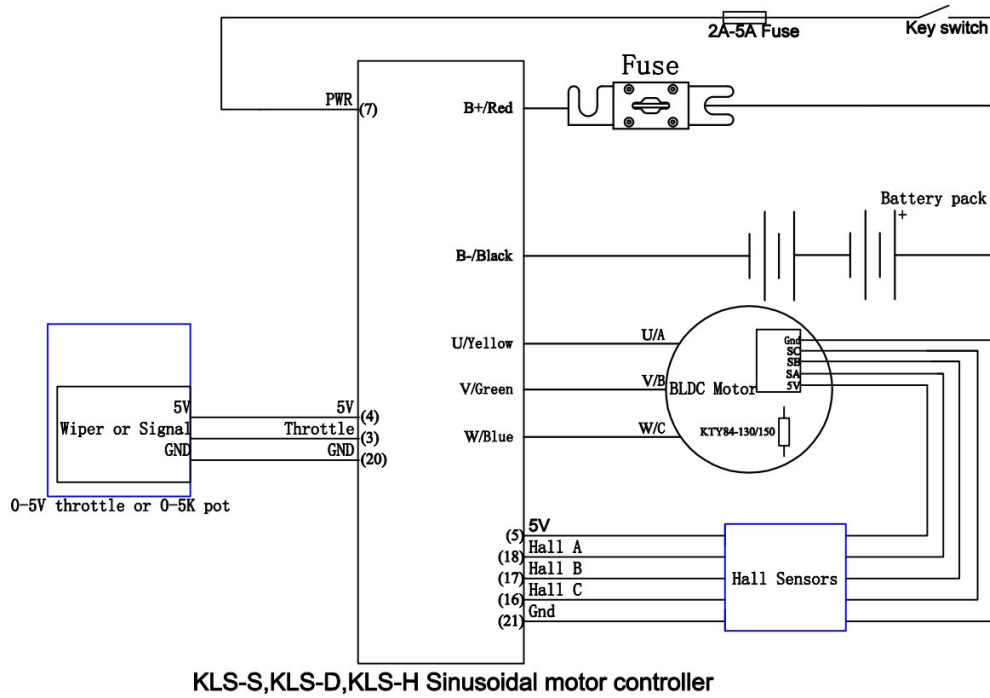 2A-5A Fuse
Key switch
Fuse
PWR
(7)
B+/Red
Battery pack
+
B-/Black
U/Yellow
U/A
V/Green
V/B
W/Blue
W/C
BLDC Motor
Gnd
SC
SB
SA
5V
KTY84-130/150
5V
Wiper or Signal
GND
5V
(4)
Throttle
(3)
GND
(20)
0-5V throttle or 0-5K pot
(5) 5V
(18) Hall A
(17) Hall B
(16) Hall C
(21) Gnd
Hall Sensors
KLS-S,KLS-D,KLS-H Sinusoidal motor controller